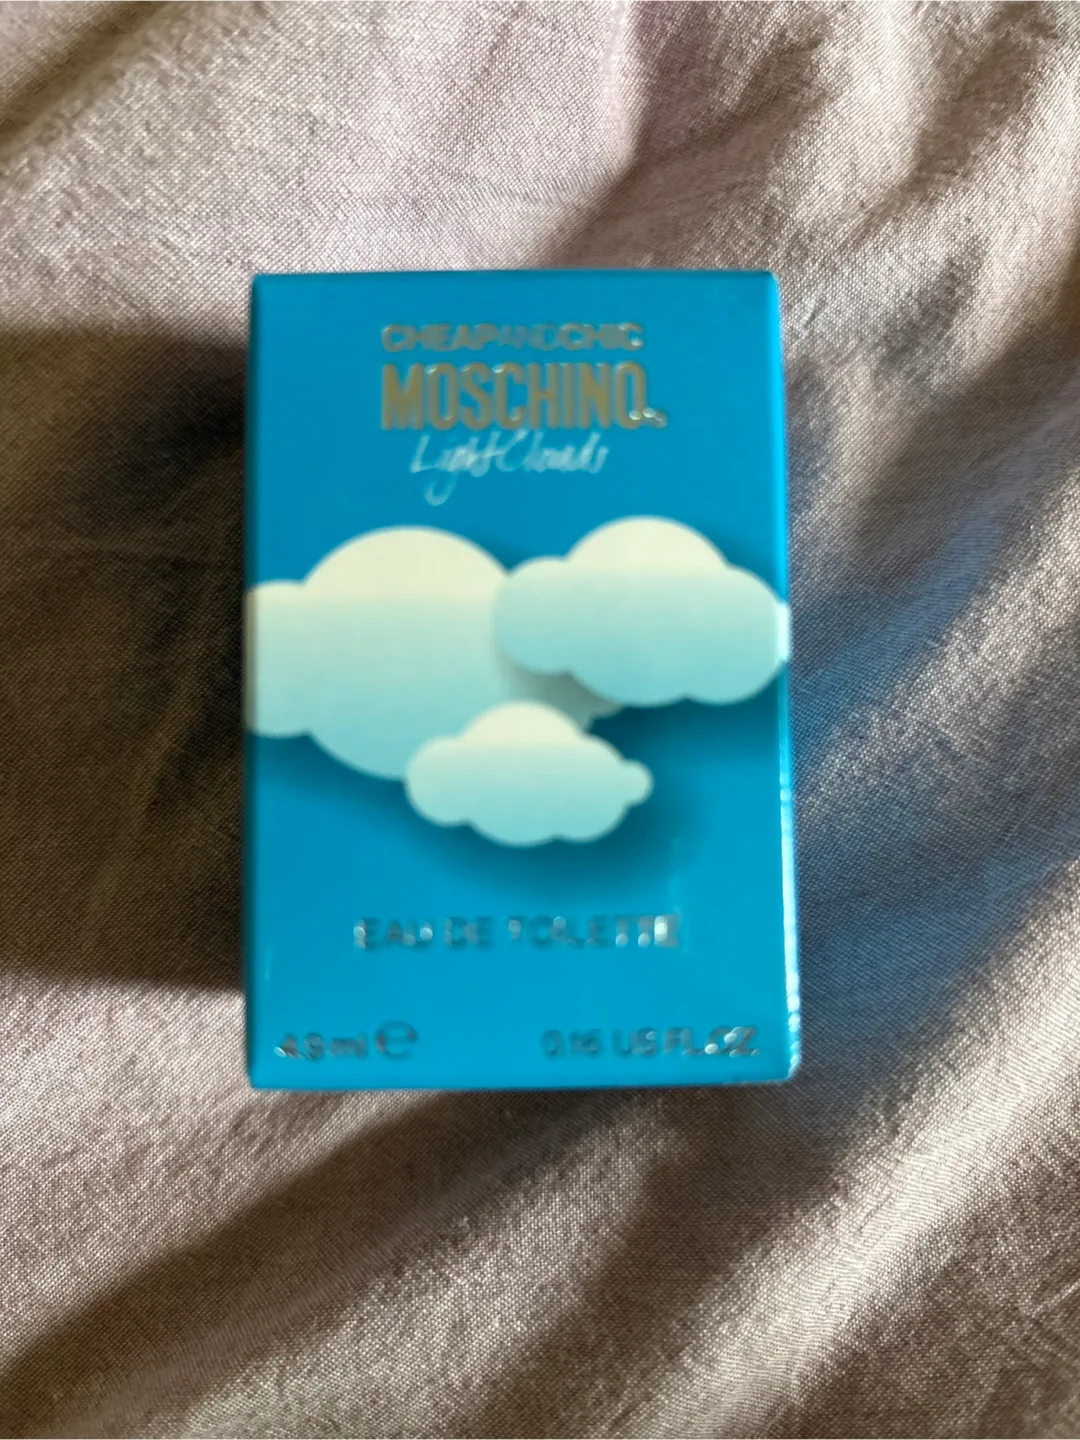 CHEAPANDCHIC
MOSCHINO
Light Clouds
EAU DE TOILETTE
4.9 ml e 0.16 US FL.OZ.